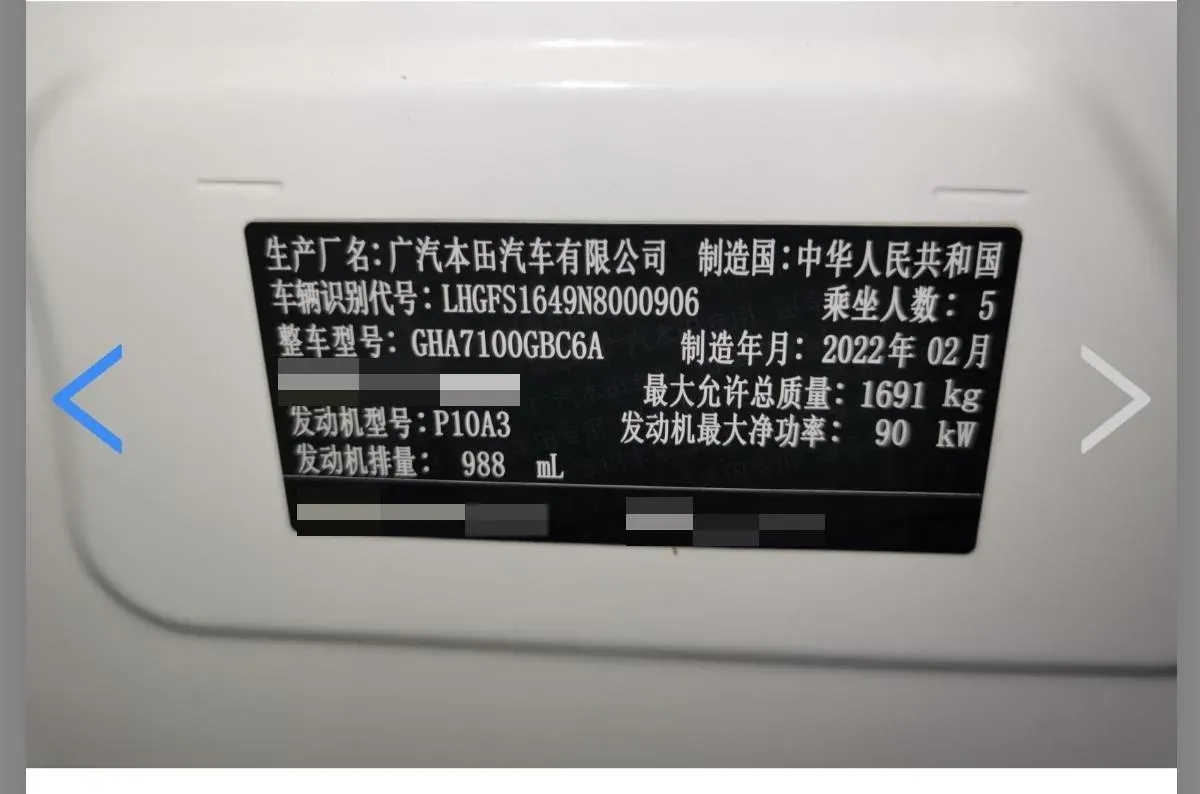 生产厂名：广汽本田汽车有限公司 制造国：中华人民共和国
车辆识别代号：LHGFS1649N8000906 乘坐人数：5
整车型号：GHA7100GBC6A 制造年月：2022年02月
最大允许总质量：1691 kg
发动机型号：P10A3 发动机最大净功率：90 kW
发动机排量：988 mL